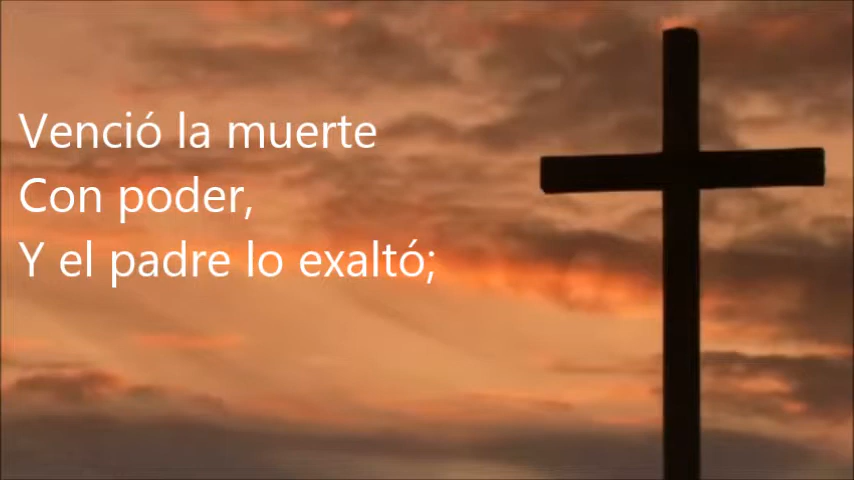 Venció la muerte
Con poder,
Y el padre lo exaltó;